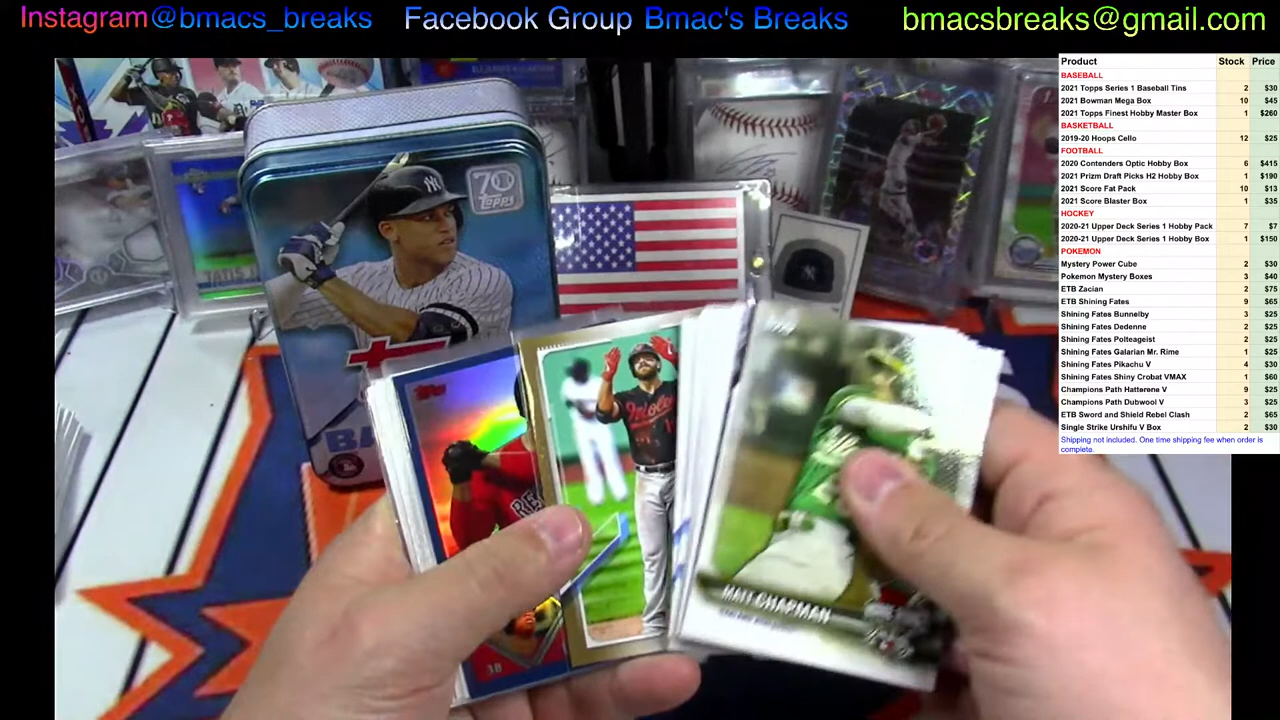 Instagram@bmacs_breaks
Facebook Group Bmac's Breaks
bmacsbreaks@gmail.com
Product Stock Price
BASEBALL
2021 Topps Series 1 Baseball Tins 2 $30
2021 Bowman Mega Box 10 $45
2021 Topps Finest Hobby Master Box 1 $260
BASKETBALL
2019-20 Hoops Cello 12 $25
FOOTBALL
2020 Contenders Optic Hobby Box 6 $415
2021 Prizm Draft Picks H2 Hobby Box 1 $190
2021 Score Fat Pack 10 $13
2021 Score Blaster Box 1 $35
HOCKEY
2020-21 Upper Deck Series 1 Hobby Pack 7 $7
2020-21 Upper Deck Series 1 Hobby Box 1 $150
POKEMON
Mystery Power Cube 2 $30
Pokemon Mystery Boxes 3 $40
ETB Zacian 2 $75
ETB Shining Fates 9 $65
Shining Fates Bunnelby 3 $25
Shining Fates Dedenne 2 $25
Shining Fates Polteageist 2 $25
Shining Fates Galarian Mr. Rime 1 $25
Shining Fates Pikachu V 4 $30
Shining Fates Shiny Crobat VMAX 1 $60
Champions Path Hatterene V 9 $25
Champions Path Dubwool V 3 $25
ETB Sword and Shield Rebel Clash 2 $65
Single Strike Urshifu V Box 2 $30
Shipping not included. One time shipping fee when order is
complete.
70
Topps
Topps
RE
Orioles
38
MATT CHAPMAN